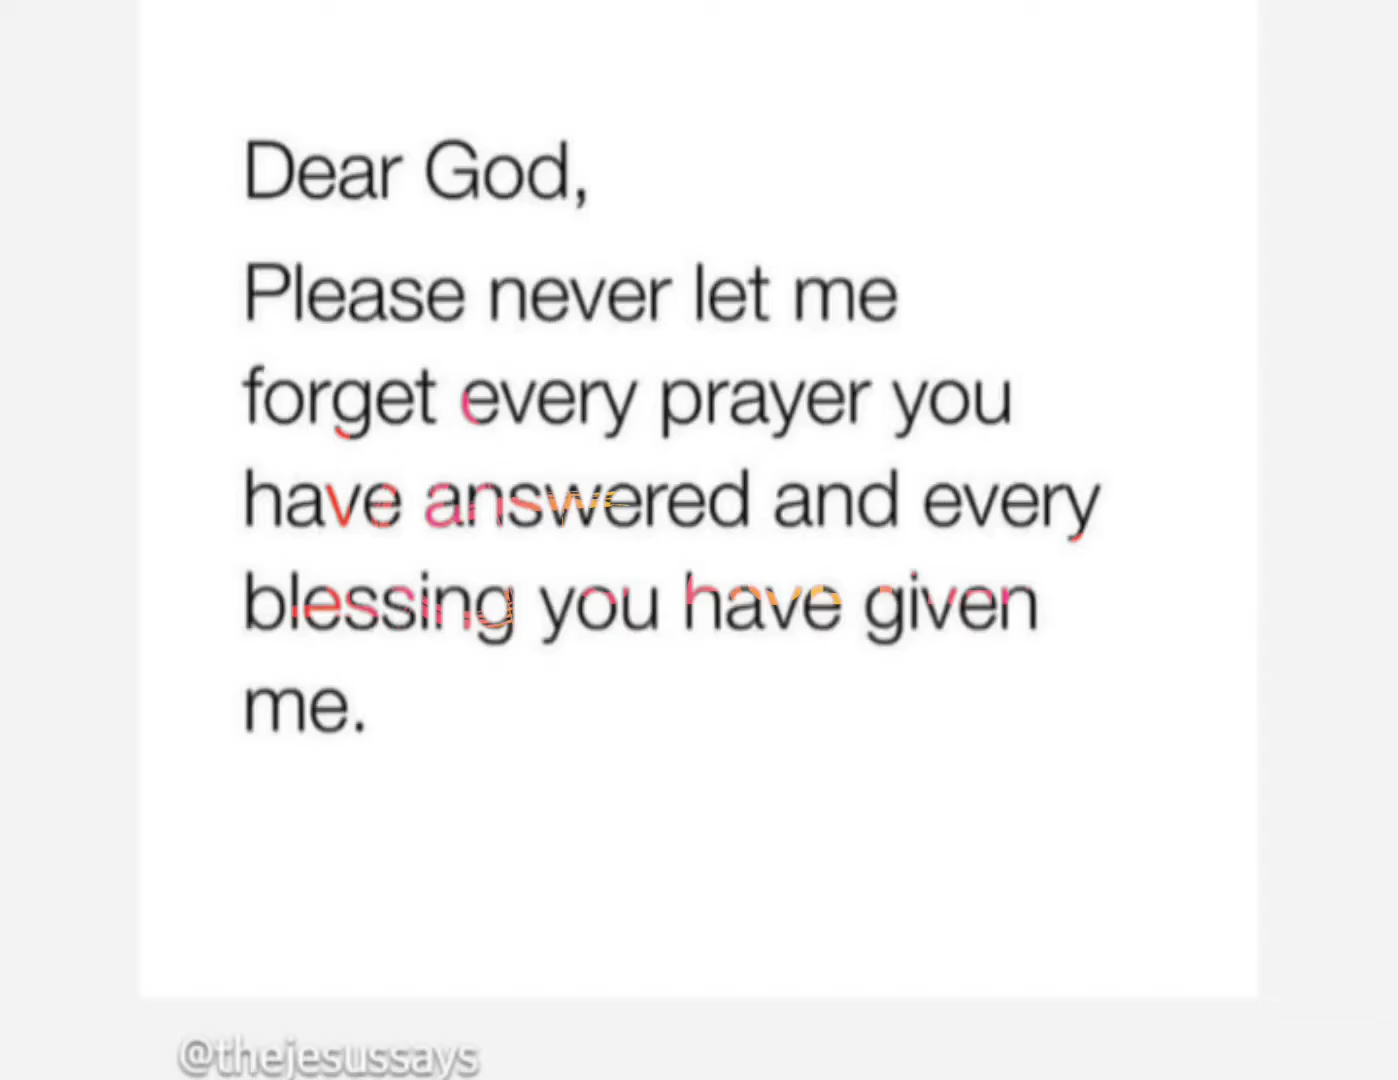 Dear God,
Please never let me
forget every prayer you
have answered and every
blessing you have given
me.
@thejesussays